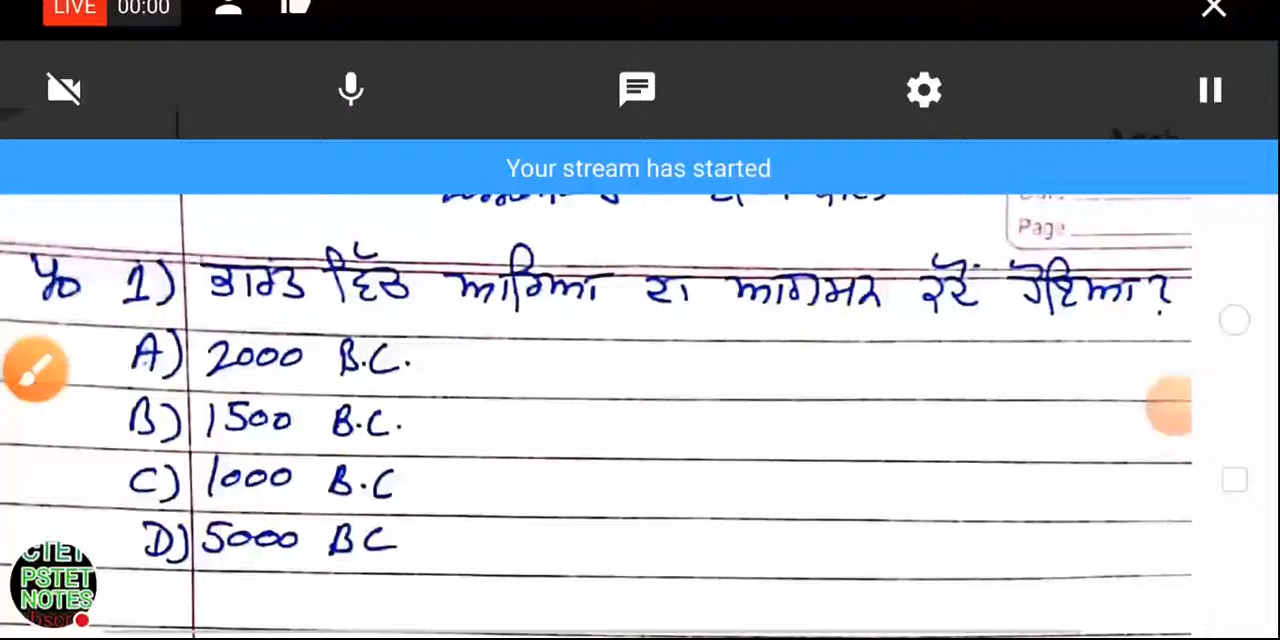 LIVE 00:00
Your stream has started
Page
ਪ੍ਰ 1) ਭਾਰਤ ਵਿੱਚ ਆਰਿਆ ਦਾ ਆਗਮਨ ਕਦੋਂ ਹੋਇਆ?
A) 2000 B.C.
B) 1500 B.C.
C) 1000 B.C
D) 5000 BC
CTET
PSTET
NOTES